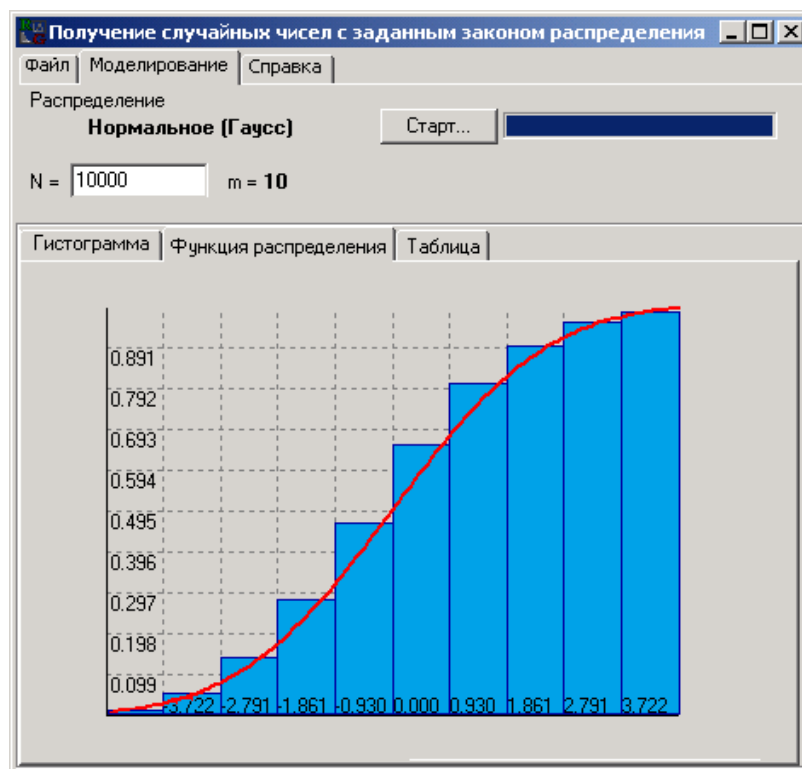 Получение случайных чисел с заданным законом распределения
Файл Моделирование Справка
Распределение
Нормальное (Гаусс) Старт...
N = 10000 m = 10
Гистограмма Функция распределения Таблица
0.891
0.792
0.693
0.594
0.495
0.396
0.297
0.198
0.099
-3.722 -2.791 -1.861 -0.930 0.000 0.930 1.861 2.791 3.722